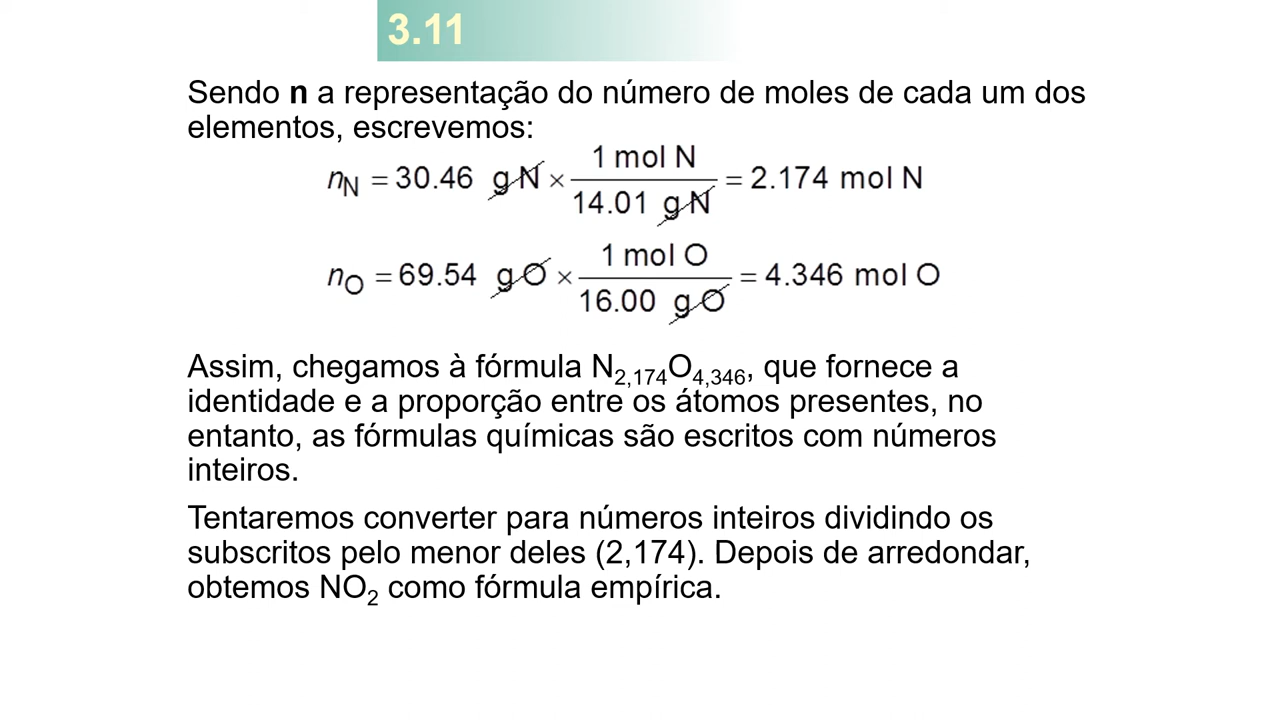 3.11
Sendo n a representação do número de moles de cada um dos
elementos, escrevemos:
nN = 30.46 g N × 1 mol N / 14.01 g N = 2.174 mol N
nO = 69.54 g O × 1 mol O / 16.00 g O = 4.346 mol O
Assim, chegamos à fórmula N2,174O4,346, que fornece a
identidade e a proporção entre os átomos presentes, no
entanto, as fórmulas químicas são escritos com números
inteiros.
Tentaremos converter para números inteiros dividindo os
subscritos pelo menor deles (2,174). Depois de arredondar,
obtemos NO2 como fórmula empírica.